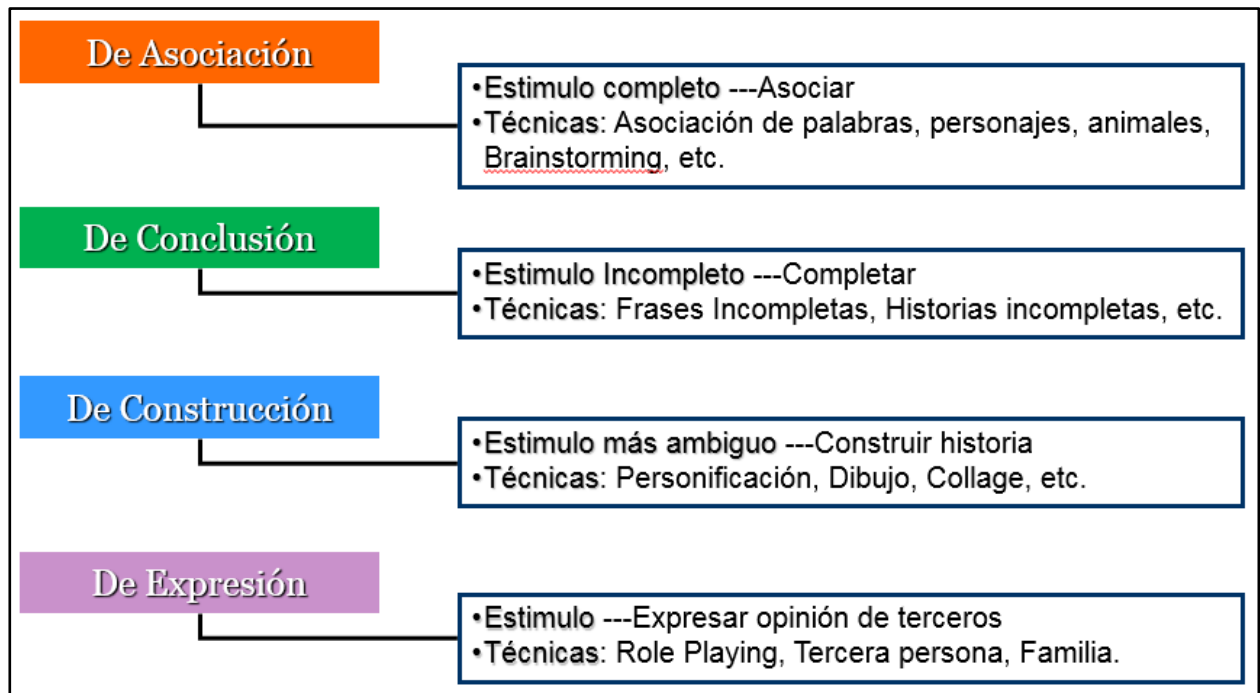 De Asociación
•Estimulo completo ---Asociar
•Técnicas: Asociación de palabras, personajes, animales,
Brainstorming, etc.
De Conclusión
•Estimulo Incompleto ---Completar
•Técnicas: Frases Incompletas, Historias incompletas, etc.
De Construcción
•Estimulo más ambiguo ---Construir historia
•Técnicas: Personificación, Dibujo, Collage, etc.
De Expresión
•Estimulo ---Expresar opinión de terceros
•Técnicas: Role Playing, Tercera persona, Familia.